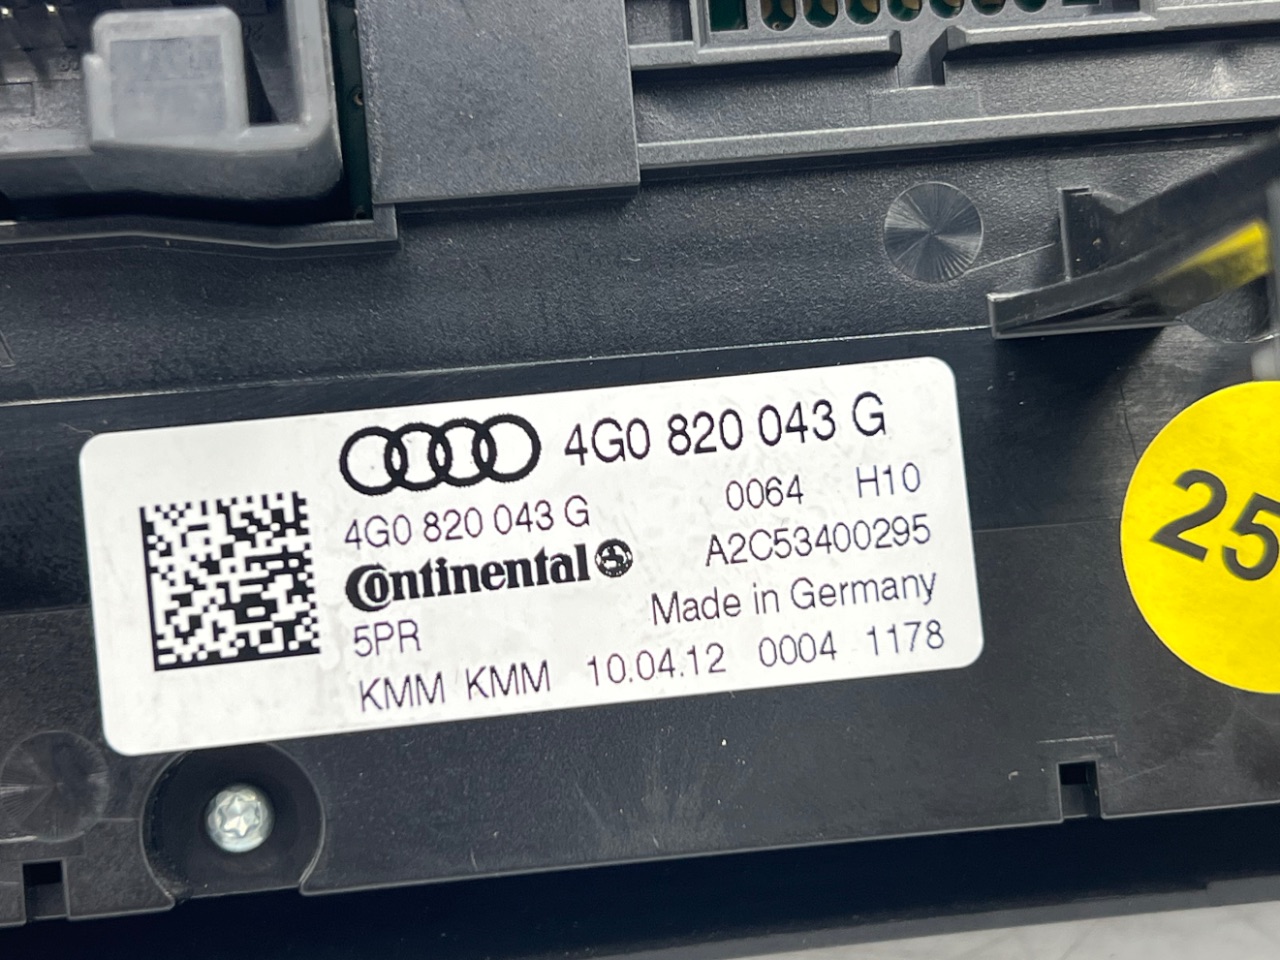 4G0 820 043 G
4G0 820 043 G 0064 H10
Continental A2C53400295
5PR Made in Germany
KMM KMM 10.04.12 0004 1178
25